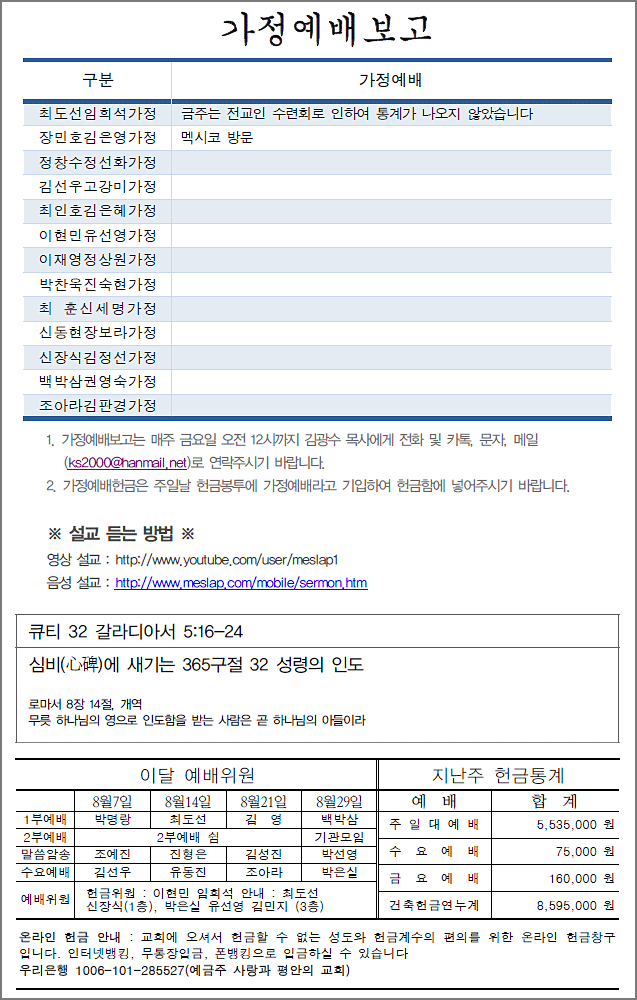 가정예배보고
구분 가정예배
최도선임희석가정 금주는 전교인 수련회로 인하여 통계가 나오지 않았습니다
장민호김은영가정 멕시코 방문
정창수정선화가정
김선우고강미가정
최인호김은혜가정
이현민유선영가정
이재영정상원가정
박찬욱진숙현가정
최 훈신세명가정
신동현장보라가정
신장식김정선가정
백박삼권영숙가정
조아라김판경가정
1. 가정예배보고는 매주 금요일 오전 12시까지 김광수 목사에게 전화 및 카톡, 문자, 메일
(ks2000@hanmail.net)로 연락주시기 바랍니다.
2. 가정예배헌금은 주일날 헌금봉투에 가정예배라고 기입하여 헌금함에 넣어주시기 바랍니다.
※ 설교 듣는 방법 ※
영상 설교 : http://www.youtube.com/user/meslap1
음성 설교 : http://www.meslap.com/mobile/sermon.htm
큐티 32 갈라디아서 5:16-24
심비(心碑)에 새기는 365구절 32 성령의 인도
로마서 8장 14절, 개역
무릇 하나님의 영으로 인도함을 받는 사람은 곧 하나님의 아들이라
이달 예배위원
8월7일 8월14일 8월21일 8월29일
1부예배 박명랑 최도선 김 영 백박삼
2부예배 2부예배 쉼 기관모임
말씀암송 조예진 진형은 김성진 박선영
수요예배 김선우 유동진 조아라 박은실
예배위원 헌금위원 : 이현민 임희석 안내 : 최도선
신장식(1층), 박은실 유선영 김민지 (3층)
지난주 헌금통계
예 배 합 계
주 일 대 예 배 5,535,000 원
수 요 예 배 75,000 원
금 요 예 배 160,000 원
건축헌금연누계 8,595,000 원
온라인 헌금 안내 : 교회에 오셔서 헌금할 수 없는 성도와 헌금계수의 편의를 위한 온라인 헌금창구
입니다. 인터넷뱅킹, 무통장입금, 폰뱅킹으로 입금하실 수 있습니다
우리은행 1006-101-285527(예금주 사랑과 평안의 교회)